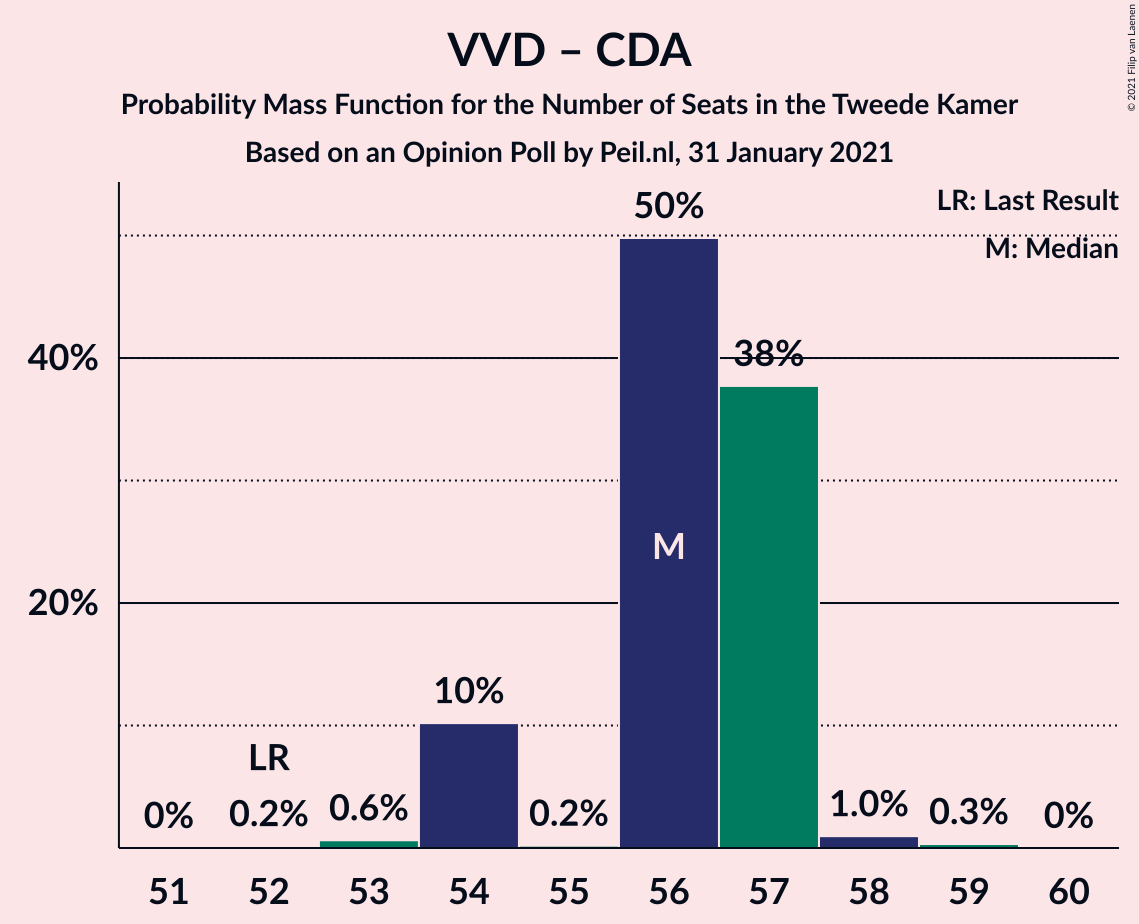 VVD – CDA
Probability Mass Function for the Number of Seats in the Tweede Kamer
Based on an Opinion Poll by Peil.nl, 31 January 2021
© 2021 Filip van Laenen
LR: Last Result
M: Median
50%
40%
38%
M
20%
10%
LR
0%
0.2%
0.6%
0.2%
1.0%
0.3%
0%
51 52 53 54 55 56 57 58 59 60